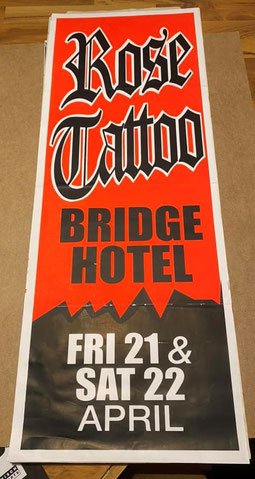 Rose
Tattoo
BRIDGE
HOTEL
FRI 21 &
SAT 22
APRIL